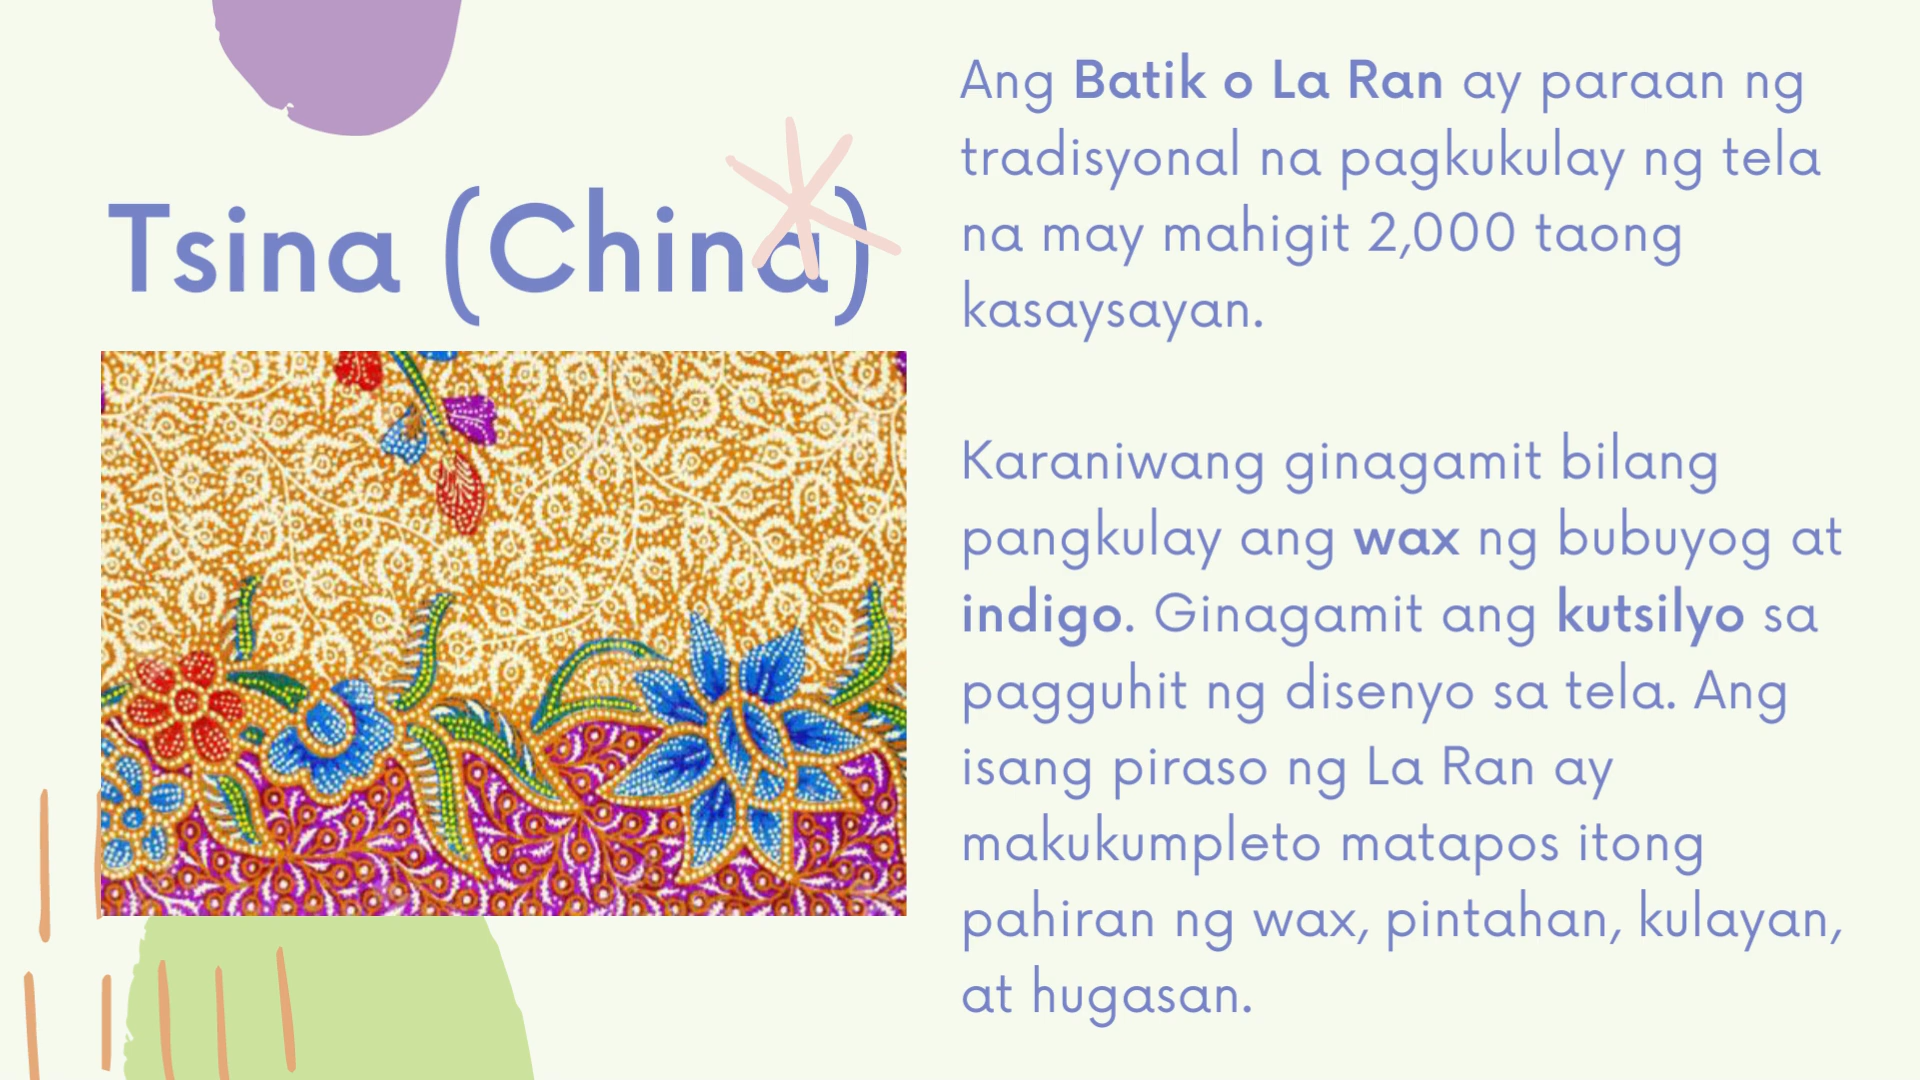 Tsina (China)
Ang Batik o La Ran ay paraan ng
tradisyonal na pagkukulay ng tela
na may mahigit 2,000 taong
kasaysayan.
Karaniwang ginagamit bilang
pangkulay ang wax ng bubuyog at
indigo. Ginagamit ang kutsilyo sa
pagguhit ng disenyo sa tela. Ang
isang piraso ng La Ran ay
makukumpleto matapos itong
pahiran ng wax, pintahan, kulayan,
at hugasan.